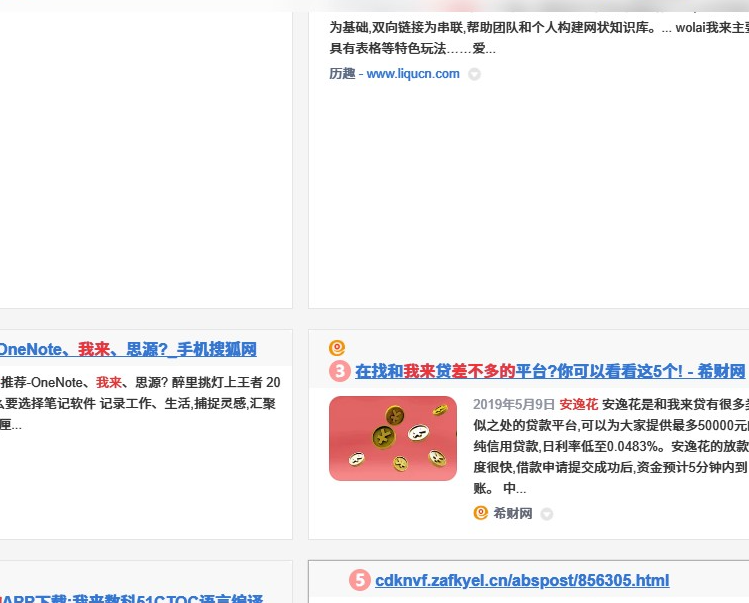 为基础,双向链接为串联,帮助团队和个人构建网状知识库。... wolai我来主要
具有表格等特色玩法……爱...
历趣 - www.liqucn.com
OneNote、我来、思源?_手机搜狐网
推荐-OneNote、我来、思源? 醉里挑灯上王者 20
么要选择笔记软件 记录工作、生活,捕捉灵感,汇聚
厘...
3 在找和我来贷差不多的平台?你可以看看这5个! - 希财网
2019年5月9日 安逸花 安逸花是和我来贷有很多
似之处的贷款平台,可以为大家提供最多50000元
纯信用贷款,日利率低至0.0483%。安逸花的放款
度很快,借款申请提交成功后,资金预计5分钟内到
账。 中...
希财网
APP下载:我来数科51CTOC语言编译
5 cdknvf.zafkyel.cn/abspost/856305.html